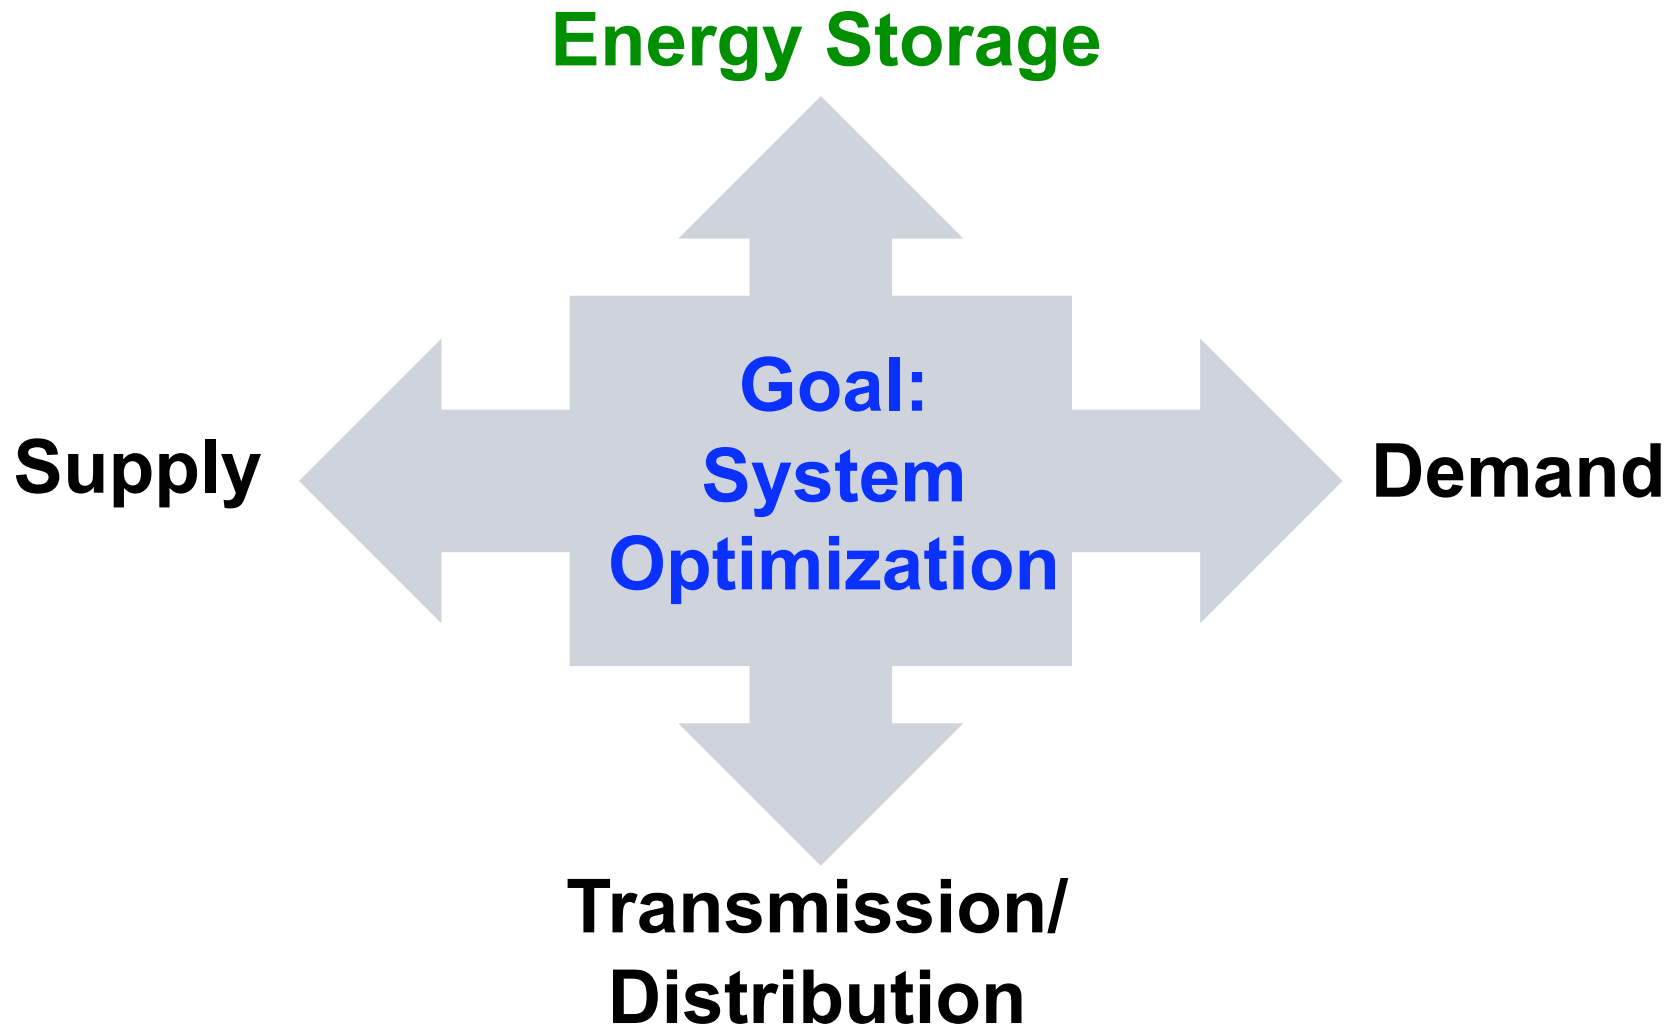 Energy Storage
Goal:
System
Optimization
Supply
Demand
Transmission/
Distribution